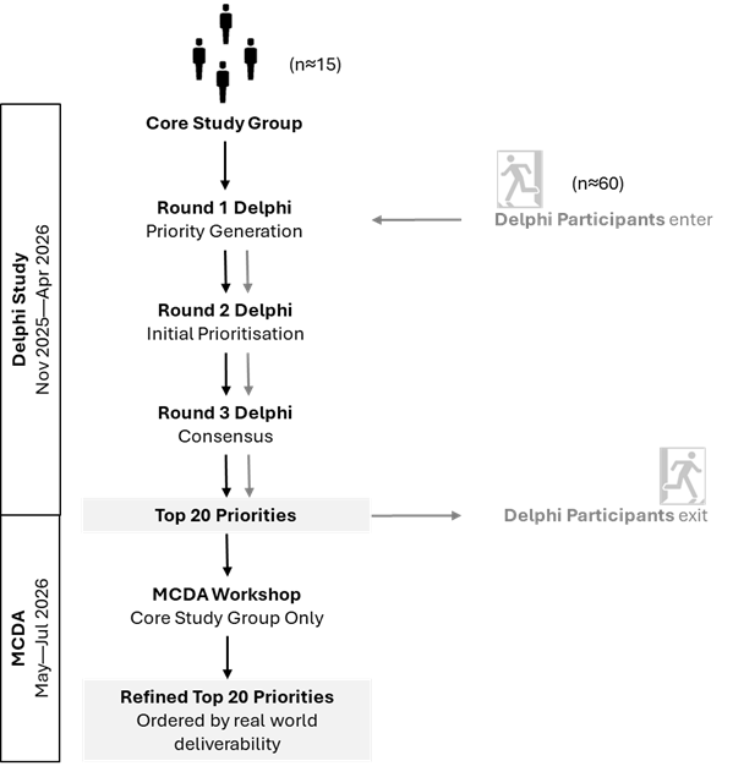 (n≈15)
Core Study Group
(n≈60)
Delphi Participants enter
Round 1 Delphi
Priority Generation
Round 2 Delphi
Initial Prioritisation
Round 3 Delphi
Consensus
Delphi Study
Nov 2025—Apr 2026
Top 20 Priorities
Delphi Participants exit
MCDA Workshop
Core Study Group Only
MCDA
May—Jul 2026
Refined Top 20 Priorities
Ordered by real world
deliverability